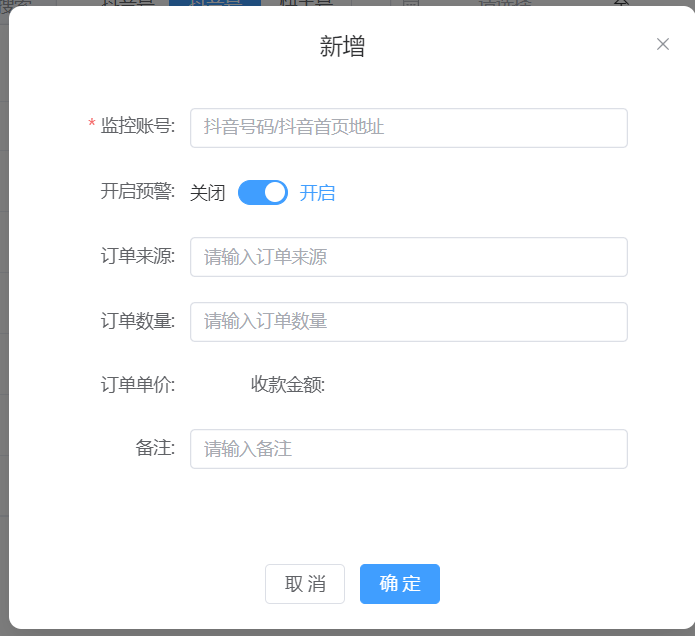 新增
* 监控账号: 抖音号码/抖音首页地址
开启预警: 关闭 开启
订单来源: 请输入订单来源
订单数量: 请输入订单数量
订单单价: 收款金额:
备注: 请输入备注
取消 确定